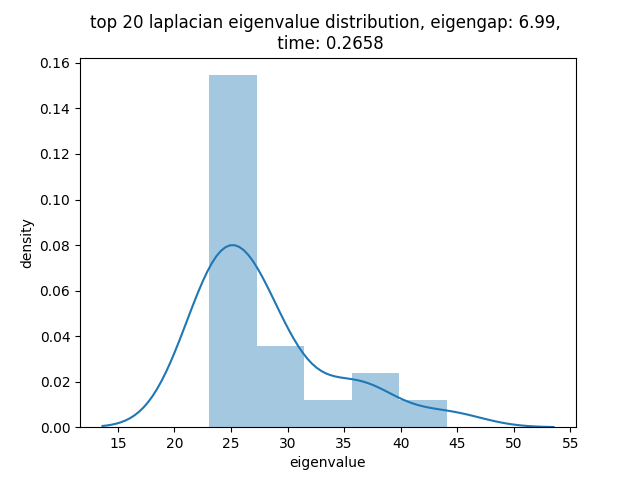 top 20 laplacian eigenvalue distribution, eigengap: 6.99,
time: 0.2658
0.16
0.14
0.12
0.10
0.08
0.06
0.04
0.02
0.00
density
15 20 25 30 35 40 45 50 55
eigenvalue